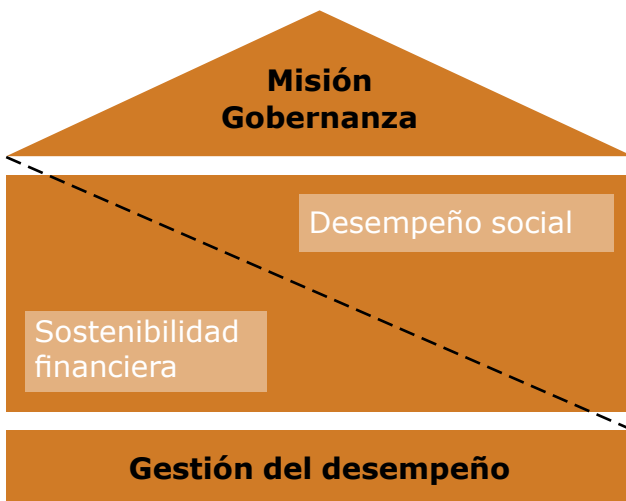 Misión
Gobernanza
Desempeño social
Sostenibilidad
financiera
Gestión del desempeño